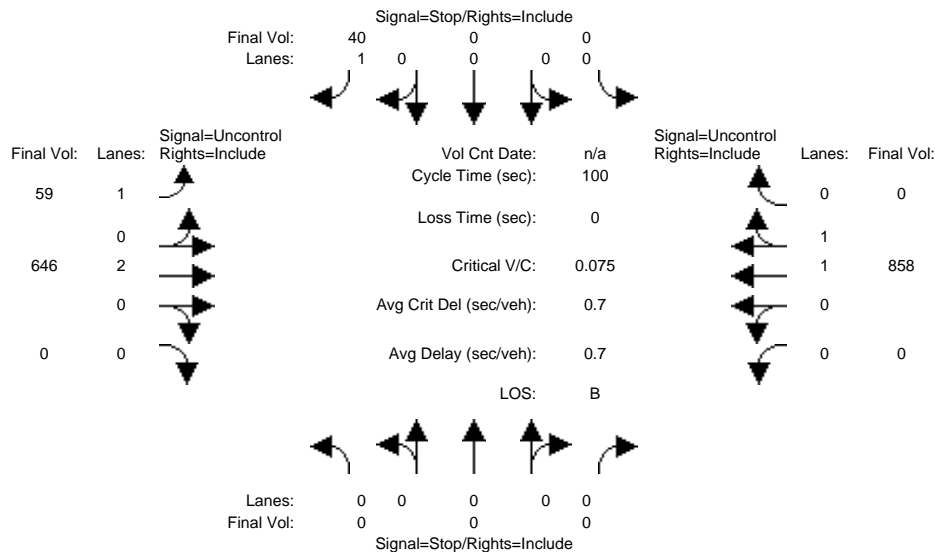 Signal=Stop/Rights=Include
Final Vol: 40 0 0
Lanes: 1 0 0 0 0
Signal=Uncontrol Signal=Uncontrol
Final Vol: Lanes: Rights=Include Vol Cnt Date: n/a Rights=Include Lanes: Final Vol:
Cycle Time (sec): 100
59 1 0 0
Loss Time (sec): 0
0 1
646 2 Critical V/C: 0.075 1 858
0 Avg Crit Del (sec/veh): 0.7 0
0 0 Avg Delay (sec/veh): 0.7 0 0
LOS: B
Lanes: 0 0 0 0 0
Final Vol: 0 0 0
Signal=Stop/Rights=Include